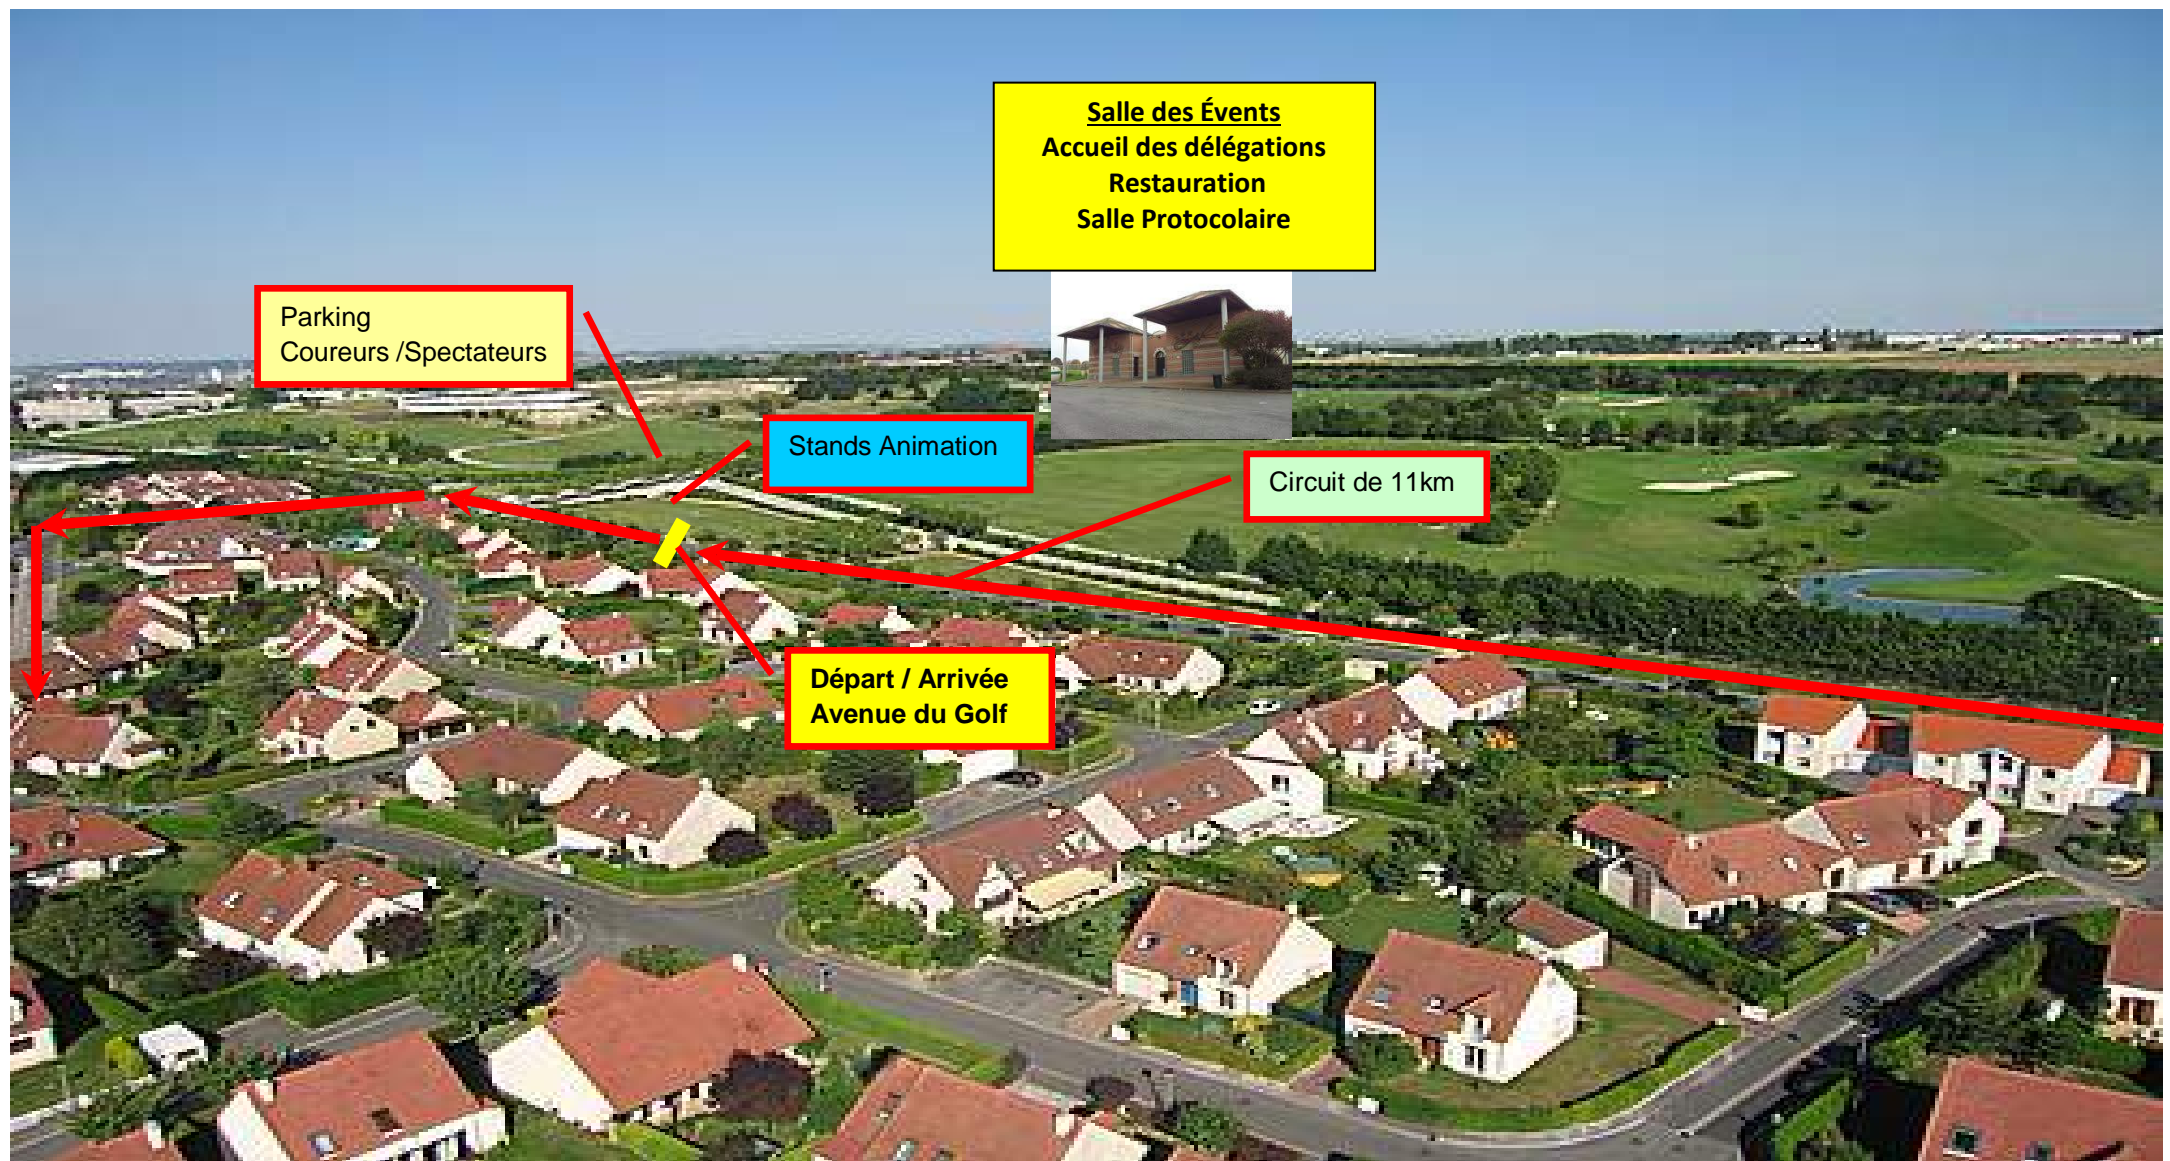 Salle des Évents
Accueil des délégations
Restauration
Salle Protocolaire
Parking
Coureurs /Spectateurs
Stands Animation
Circuit de 11km
Départ / Arrivée
Avenue du Golf